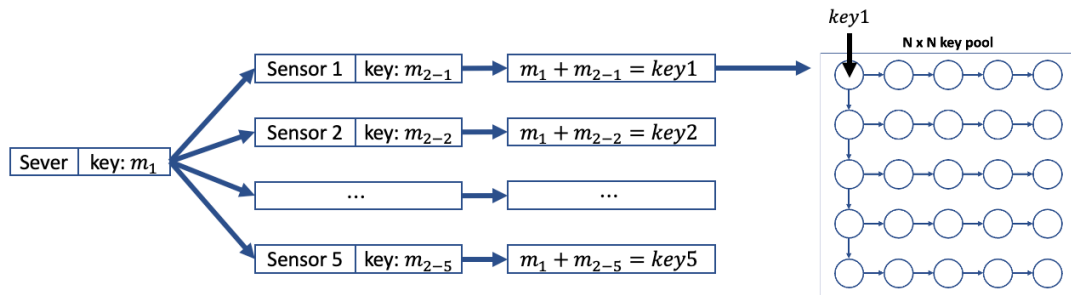 key1
N x N key pool
Sensor 1 key: m₂₋₁ m₁ + m₂₋₁ = key1
Sensor 2 key: m₂₋₂ m₁ + m₂₋₂ = key2
Sever key: m₁
... ...
Sensor 5 key: m₂₋₅ m₁ + m₂₋₅ = key5